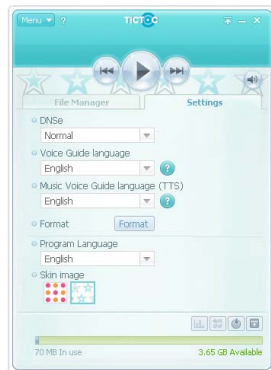 Menu ▼ ? TICTOC
File Manager Settings
DNSe
Normal
Voice Guide language
English ?
Music Voice Guide language (TTS)
English ?
Format Format
Program Language
English
Skin image
70 MB In use 3.65 GB Available